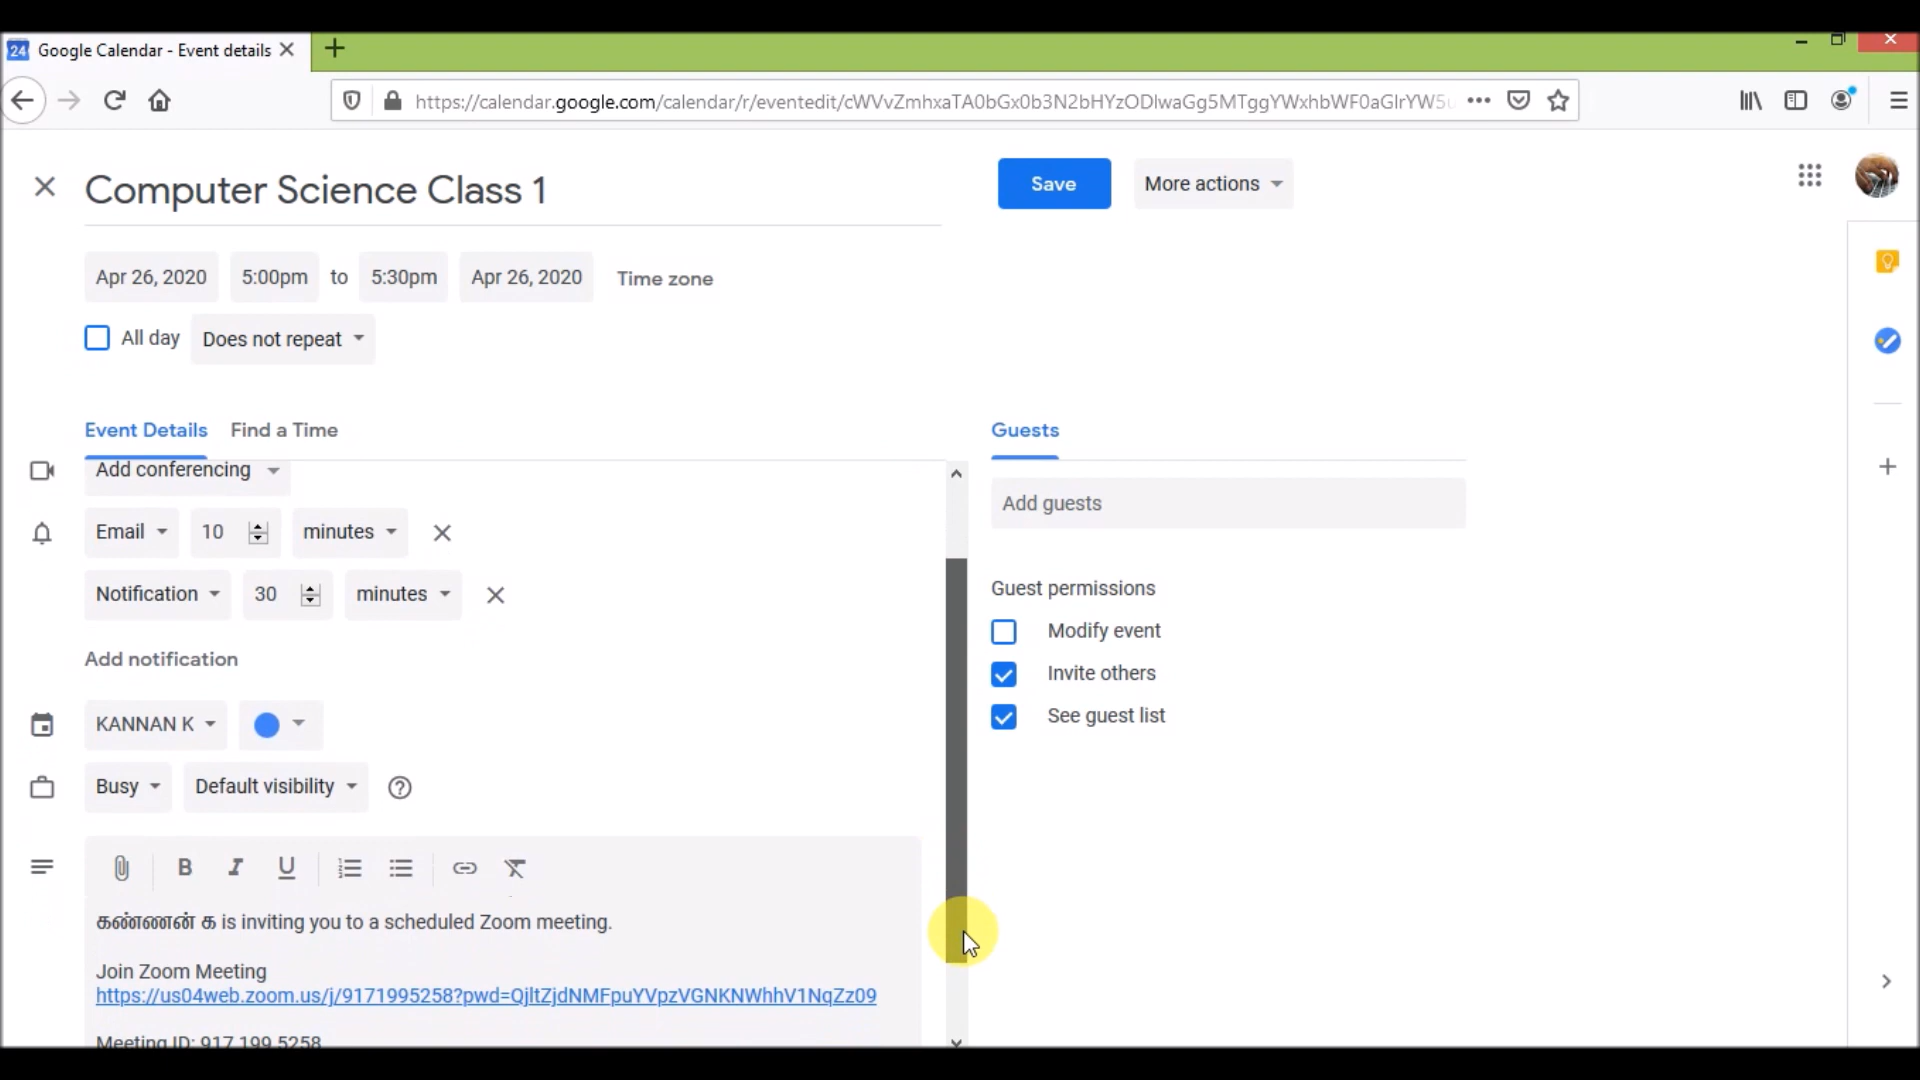 24 Google Calendar - Event details
https://calendar.google.com/calendar/r/eventedit/cWVvZmhxaTA0bGx0b3N2bHYzODlwaGg5MTggYWxhbWF0aGlrYW5u
Computer Science Class 1
Save
More actions
Apr 26, 2020 5:00pm to 5:30pm Apr 26, 2020 Time zone
All day Does not repeat
Event Details Find a Time
Guests
Add conferencing
Add guests
Email 10 minutes
Notification 30 minutes
Guest permissions
Modify event
Add notification
Invite others
See guest list
KANNAN K
Busy Default visibility
B I U
கண்ணன் க is inviting you to a scheduled Zoom meeting.
Join Zoom Meeting
https://us04web.zoom.us/j/9171995258?pwd=QjltZjdNMFpuYVpzVGNKNWhhV1NqZz09
Meeting ID: 917 199 5258